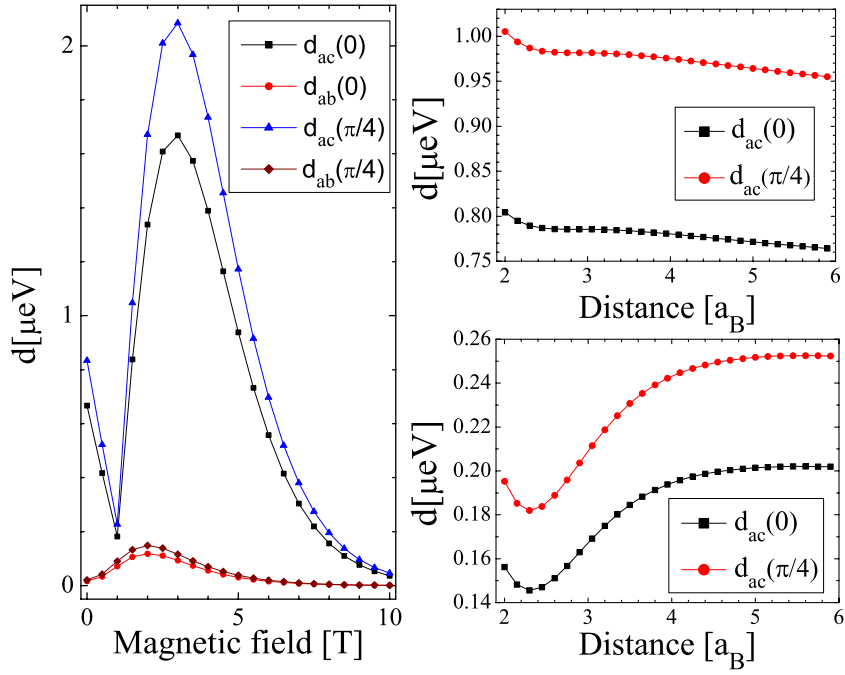 d[μeV]
2
1
0
0
5
10
Magnetic field [T]
d_ac(0)
d_ab(0)
d_ac(π/4)
d_ab(π/4)
d[μeV]
1.00
0.95
0.90
0.85
0.80
0.75
2
3
4
5
6
Distance [a_B]
d_ac(0)
d_ac(π/4)
d[μeV]
0.26
0.24
0.22
0.20
0.18
0.16
0.14
2
3
4
5
6
Distance [a_B]
d_ac(0)
d_ac(π/4)